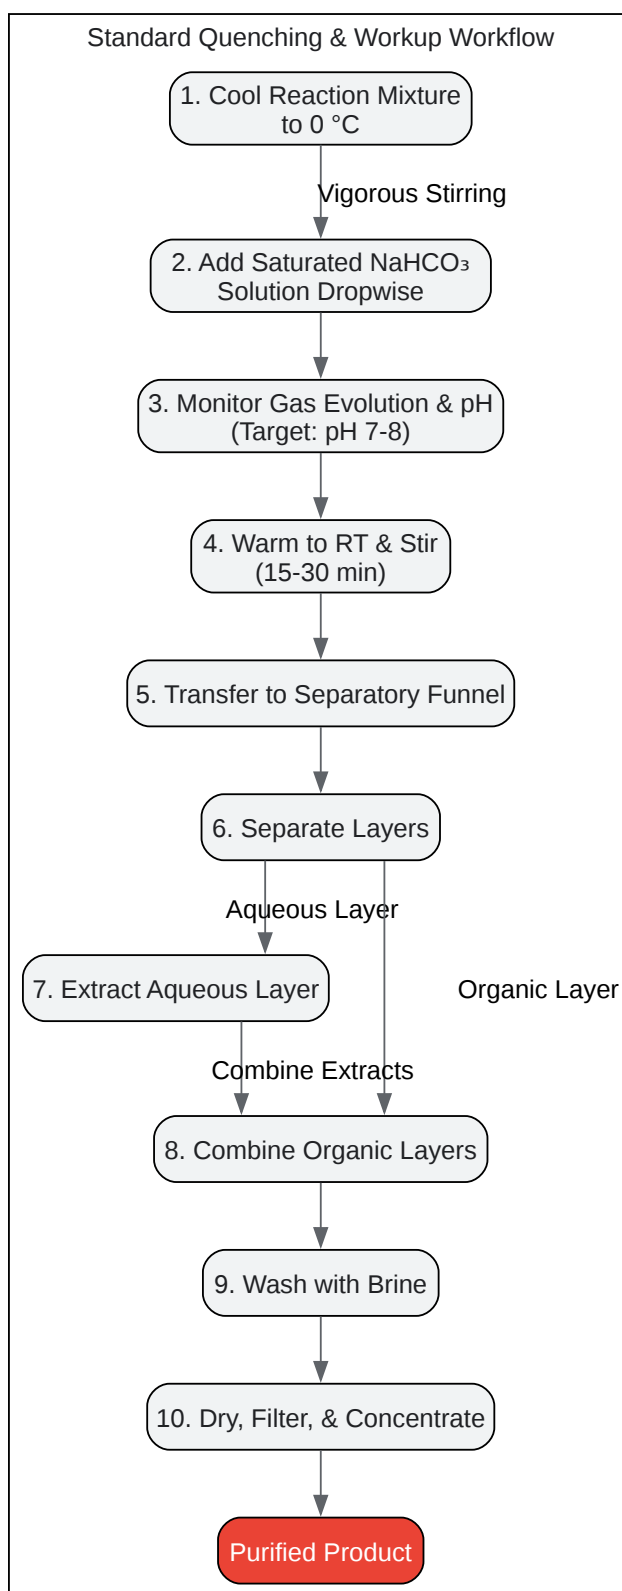 Standard Quenching & Workup Workflow
1. Cool Reaction Mixture
to 0 °C
Vigorous Stirring
2. Add Saturated NaHCO₃
Solution Dropwise
3. Monitor Gas Evolution & pH
(Target: pH 7-8)
4. Warm to RT & Stir
(15-30 min)
5. Transfer to Separatory Funnel
6. Separate Layers
Aqueous Layer
7. Extract Aqueous Layer
Organic Layer
Combine Extracts
8. Combine Organic Layers
9. Wash with Brine
10. Dry, Filter, & Concentrate
Purified Product